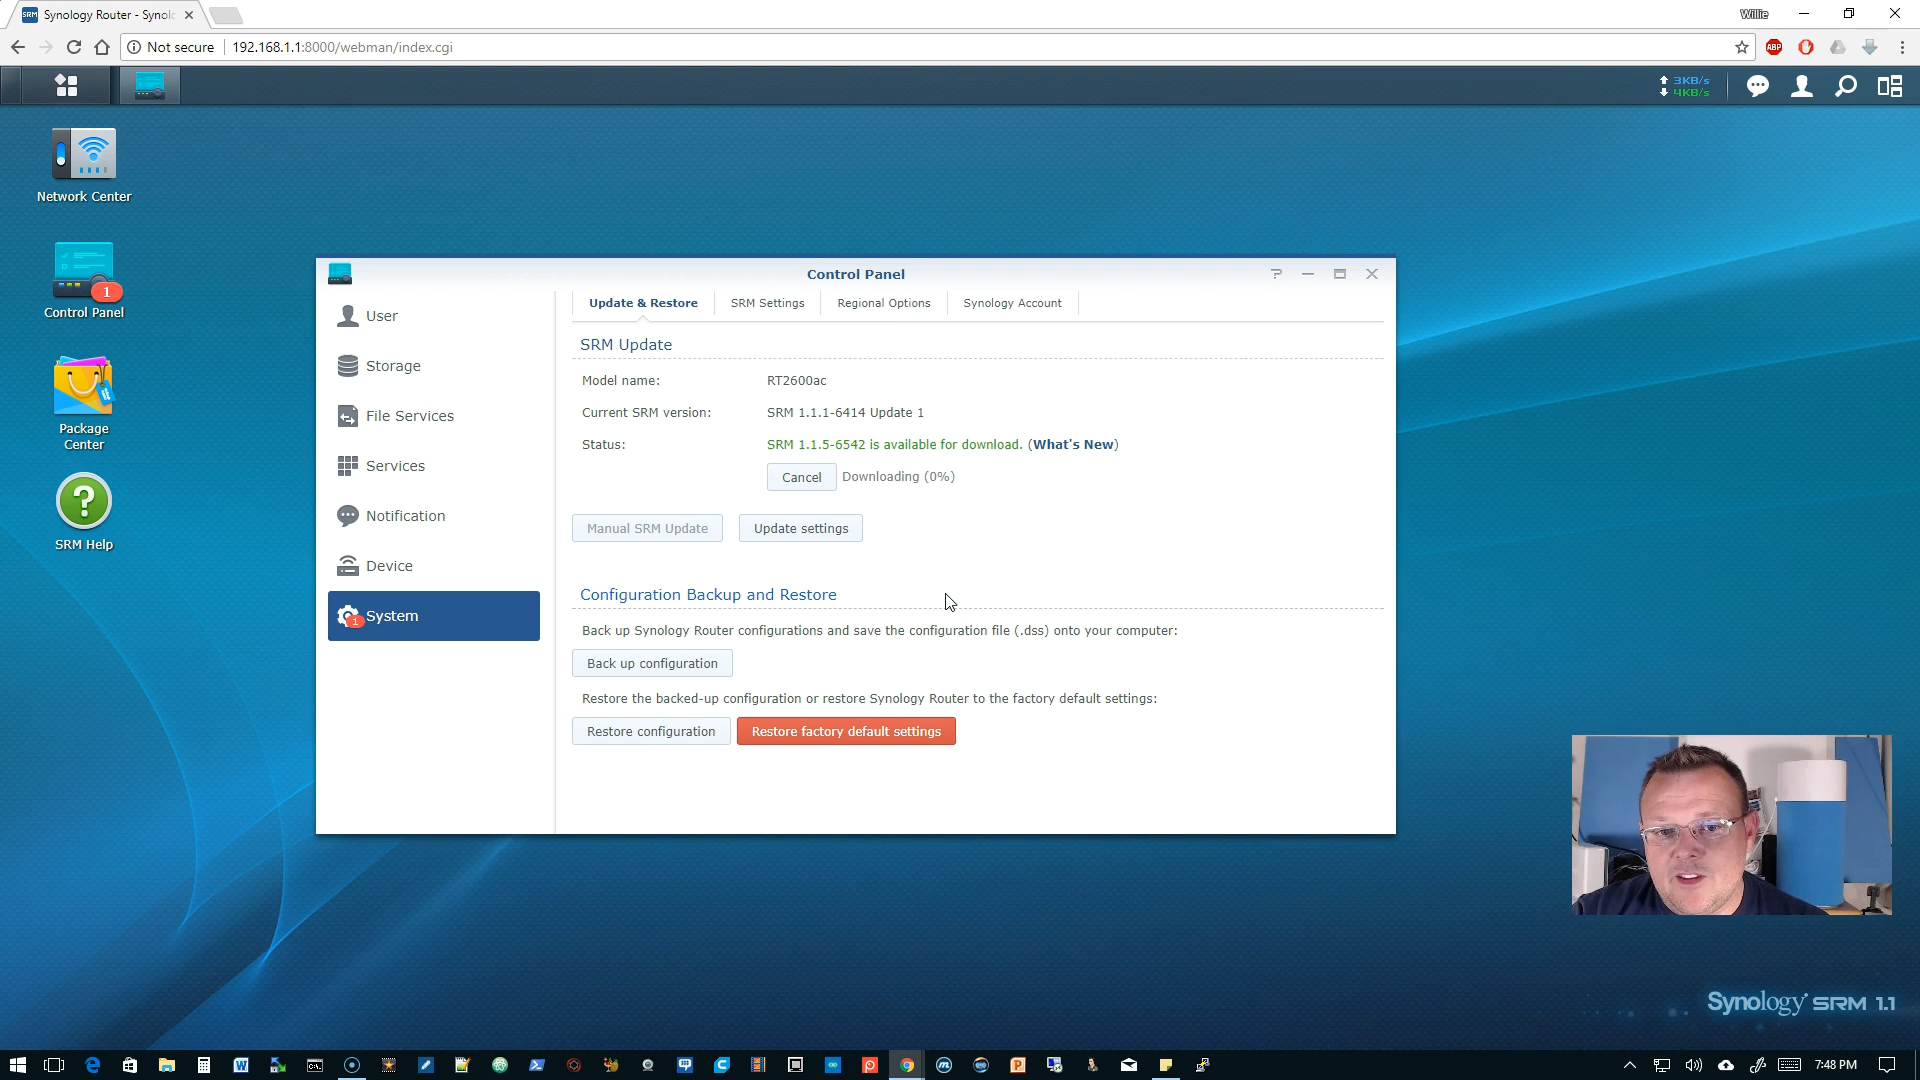 Synology Router - Synol
Willie
Not secure
192.168.1.1:8000/webman/index.cgi
ABP
3KB/s
4KB/s
Network Center
1
Control Panel
Package
Center
SRM Help
Control Panel
User
Storage
File Services
Services
Notification
Device
1
System
Update & Restore
SRM Settings
Regional Options
Synology Account
SRM Update
Model name: RT2600ac
Current SRM version: SRM 1.1.1-6414 Update 1
Status: SRM 1.1.5-6542 is available for download. (What's New)
Cancel Downloading (0%)
Manual SRM Update Update settings
Configuration Backup and Restore
Back up Synology Router configurations and save the configuration file (.dss) onto your computer:
Back up configuration
Restore the backed-up configuration or restore Synology Router to the factory default settings:
Restore configuration Restore factory default settings
Synology SRM 1.1
7:48 PM